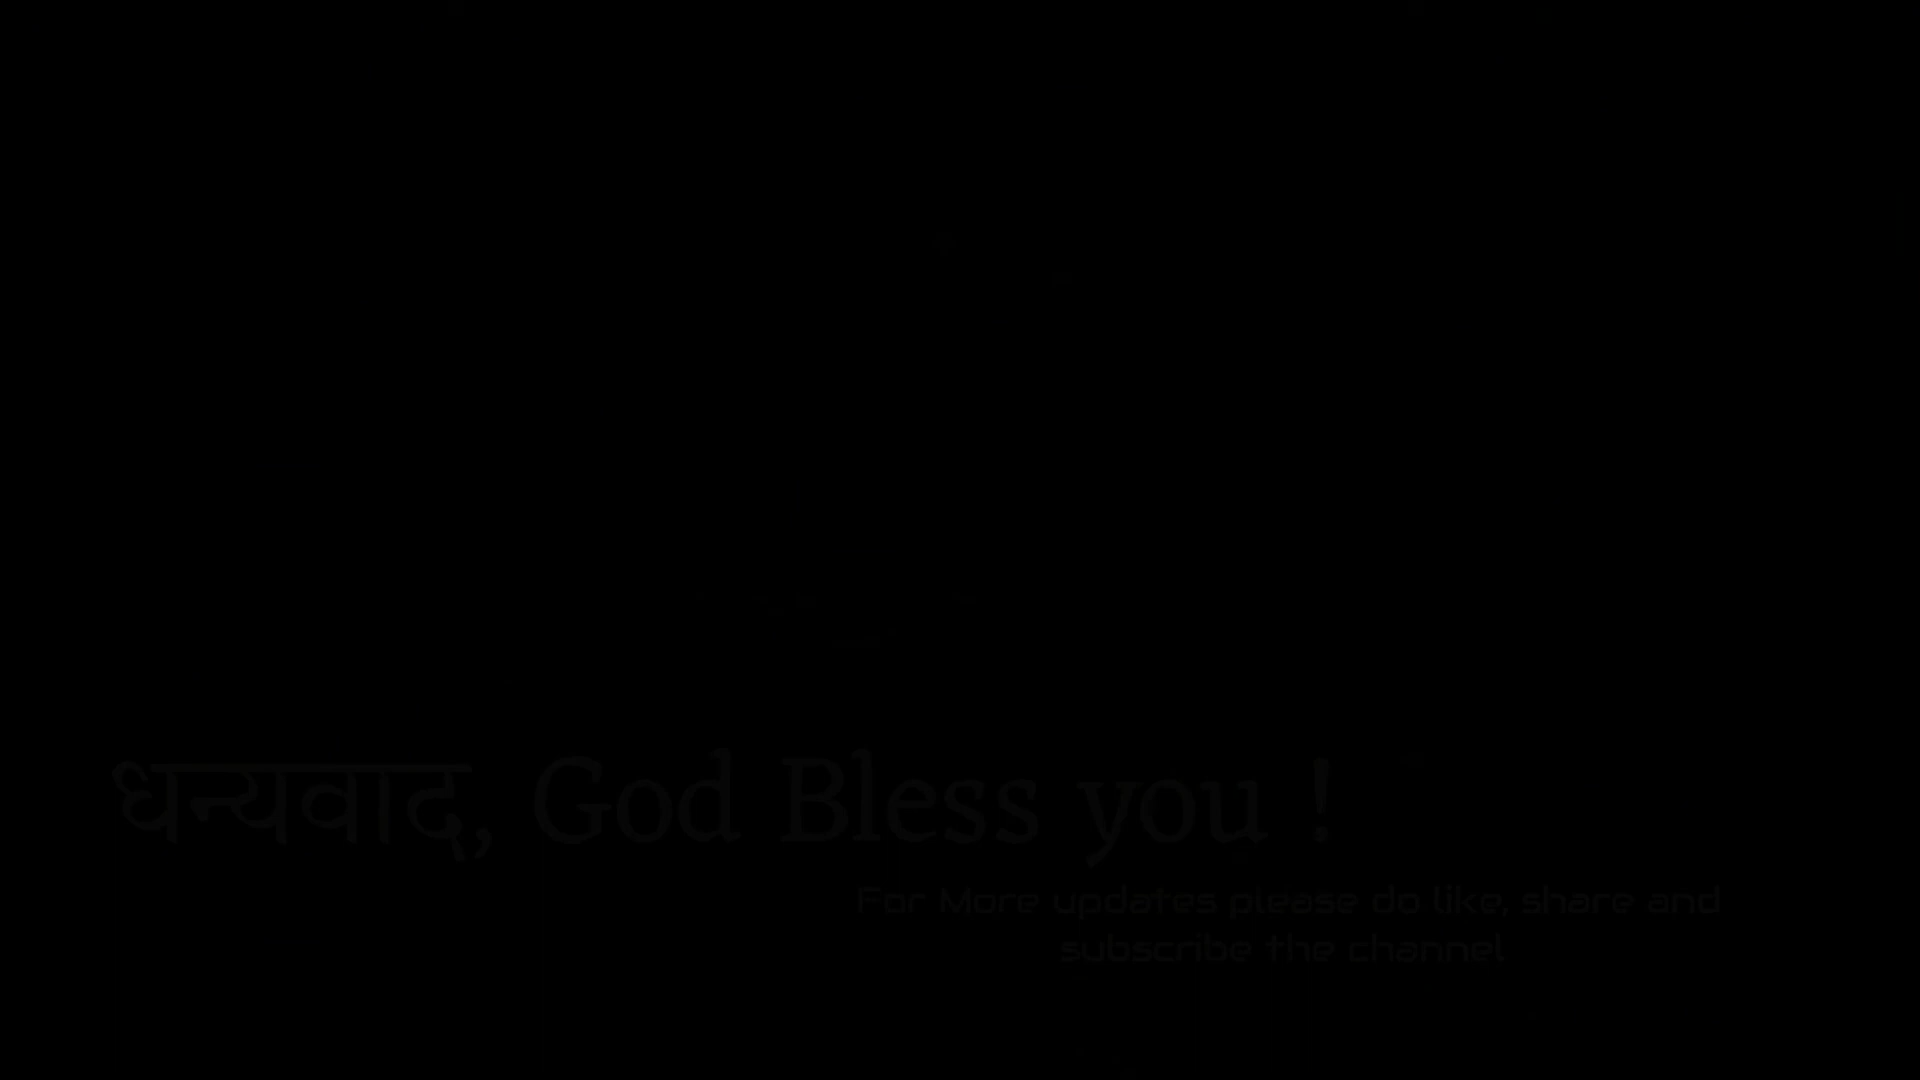 धन्यवाद, God Bless you !
For More updates please do like, share and
subscribe the channel